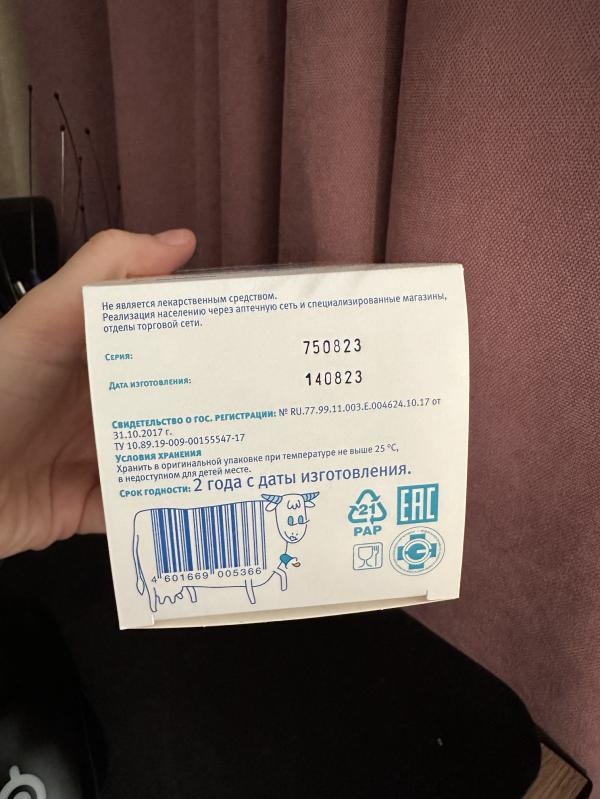 Не является лекарственным средством.
Реализация населению через аптечную сеть и специализированные магазины,
отделы торговой сети.
СЕРИЯ: 750823
ДАТА ИЗГОТОВЛЕНИЯ: 140823
СВИДЕТЕЛЬСТВО О ГОС. РЕГИСТРАЦИИ: № RU.77.99.11.003.Е.004624.10.17 от
31.10.2017 г.
ТУ 10.89.19-009-00155547-17
УСЛОВИЯ ХРАНЕНИЯ
Хранить в оригинальной упаковке при температуре не выше 25 °С,
в недоступном для детей месте.
СРОК ГОДНОСТИ: 2 года с даты изготовления.
21
PAP
EAC
4 601669 005366